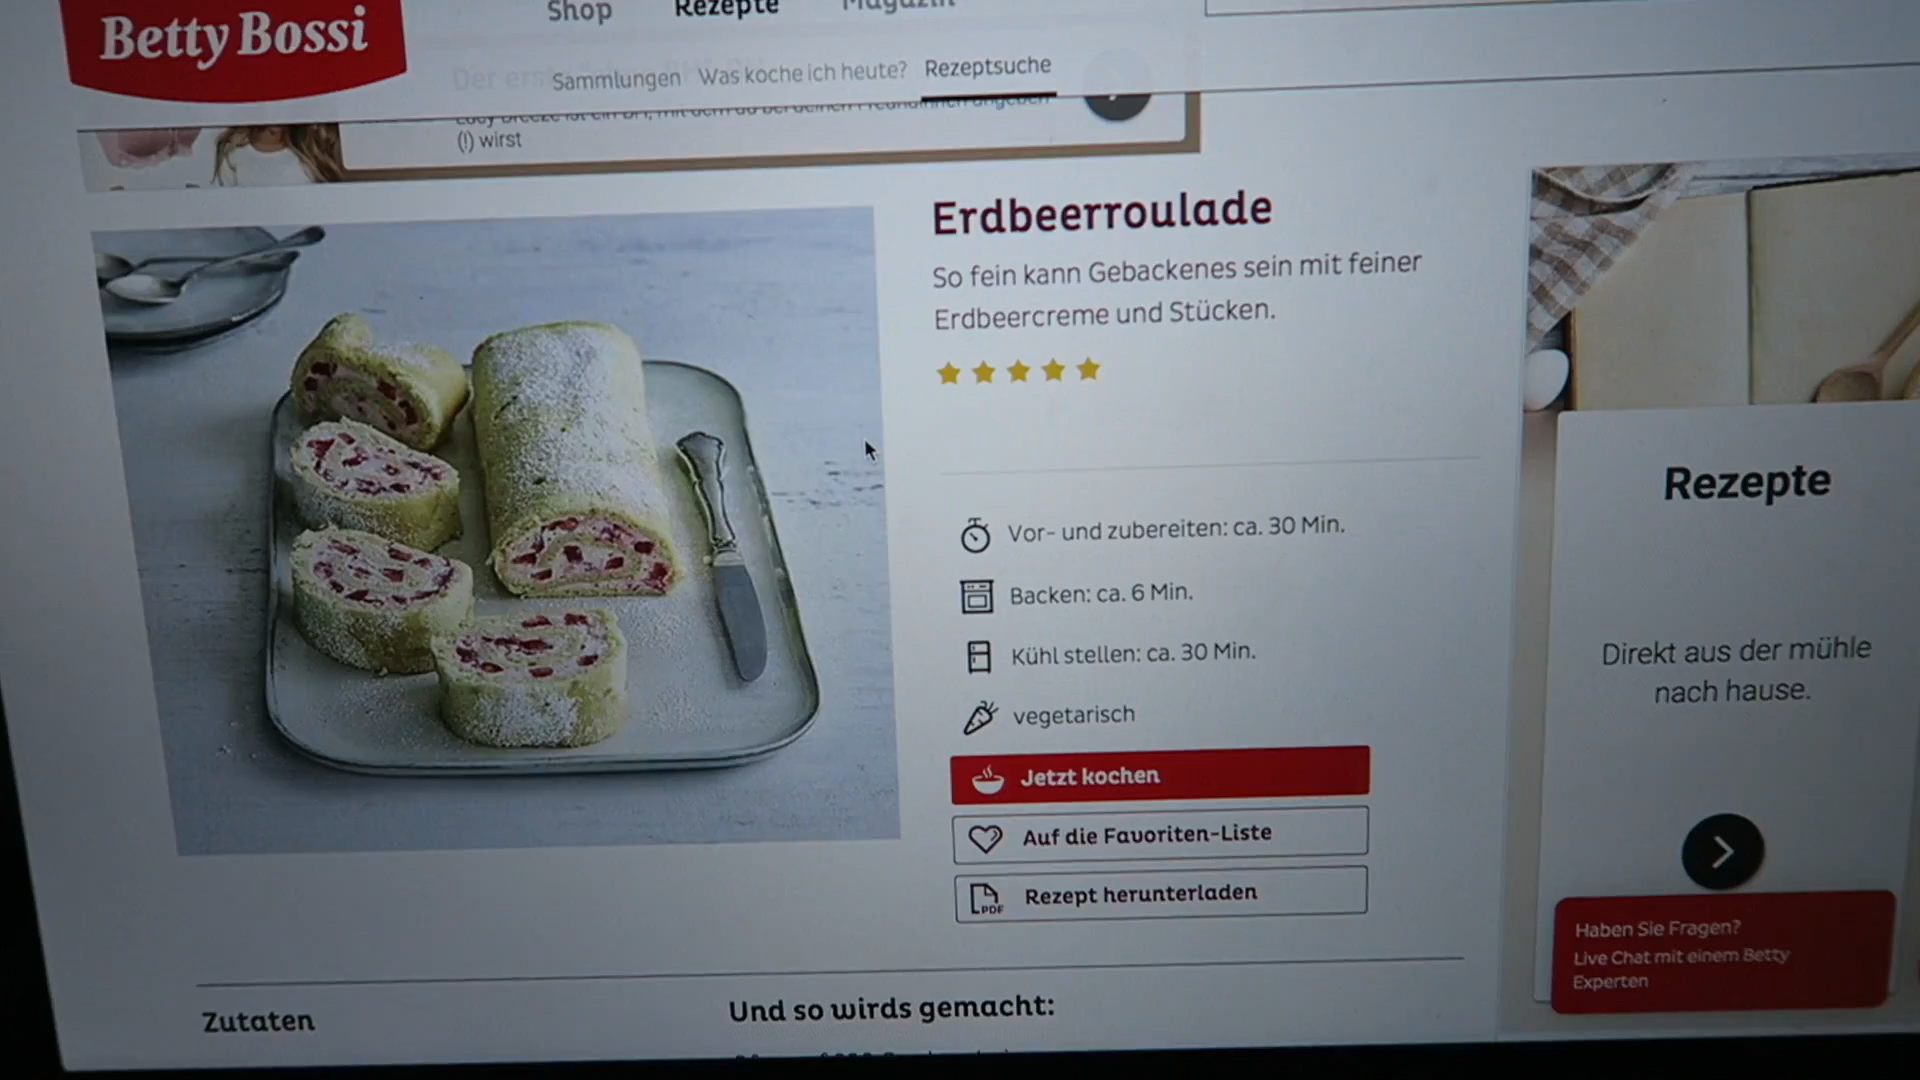 Betty Bossi
Shop Rezepte Magazin
Sammlungen Was koche ich heute? Rezeptsuche
(!) wirst
Erdbeerroulade
So fein kann Gebackenes sein mit feiner
Erdbeercreme und Stücken.
Vor- und zubereiten: ca. 30 Min.
Backen: ca. 6 Min.
Kühl stellen: ca. 30 Min.
vegetarisch
Jetzt kochen
Auf die Favoriten-Liste
PDF Rezept herunterladen
Rezepte
Direkt aus der mühle
nach hause.
Haben Sie Fragen?
Live Chat mit einem Betty
Experten
Zutaten
Und so wirds gemacht: